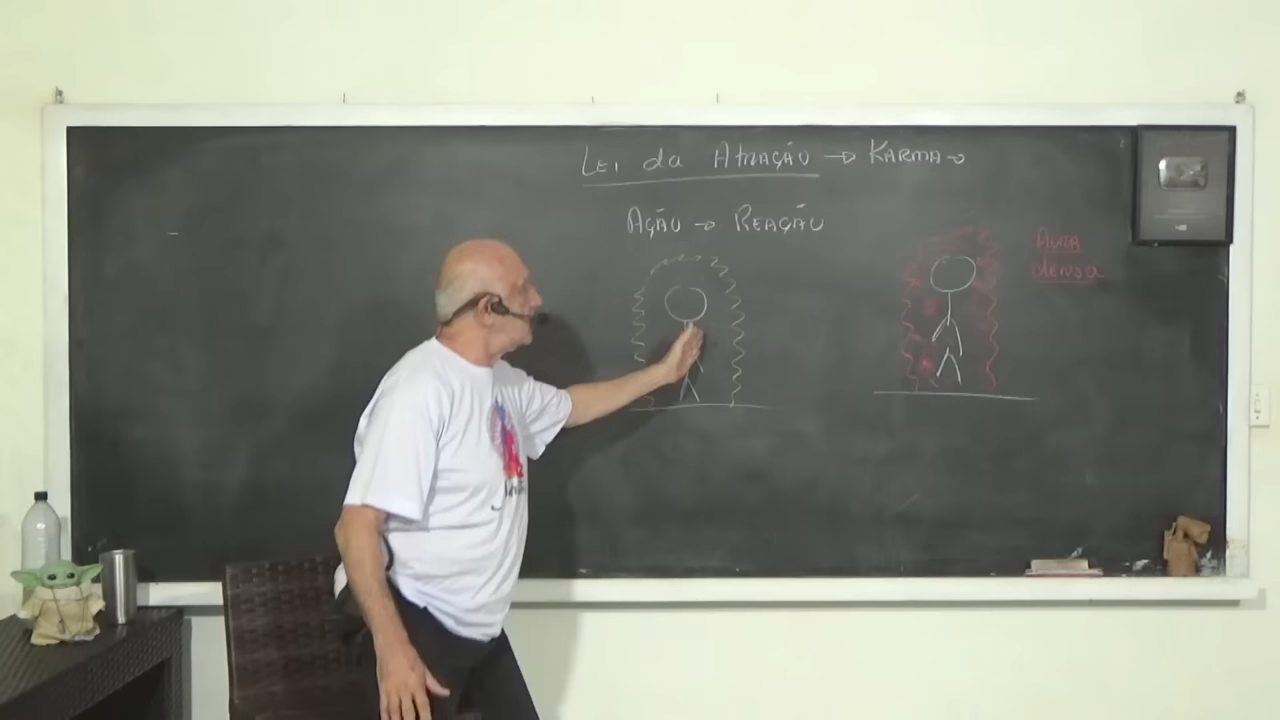 LEI da ATRAÇÃO → KARMA →
AÇÃO → REAÇÃO
AURA
densa